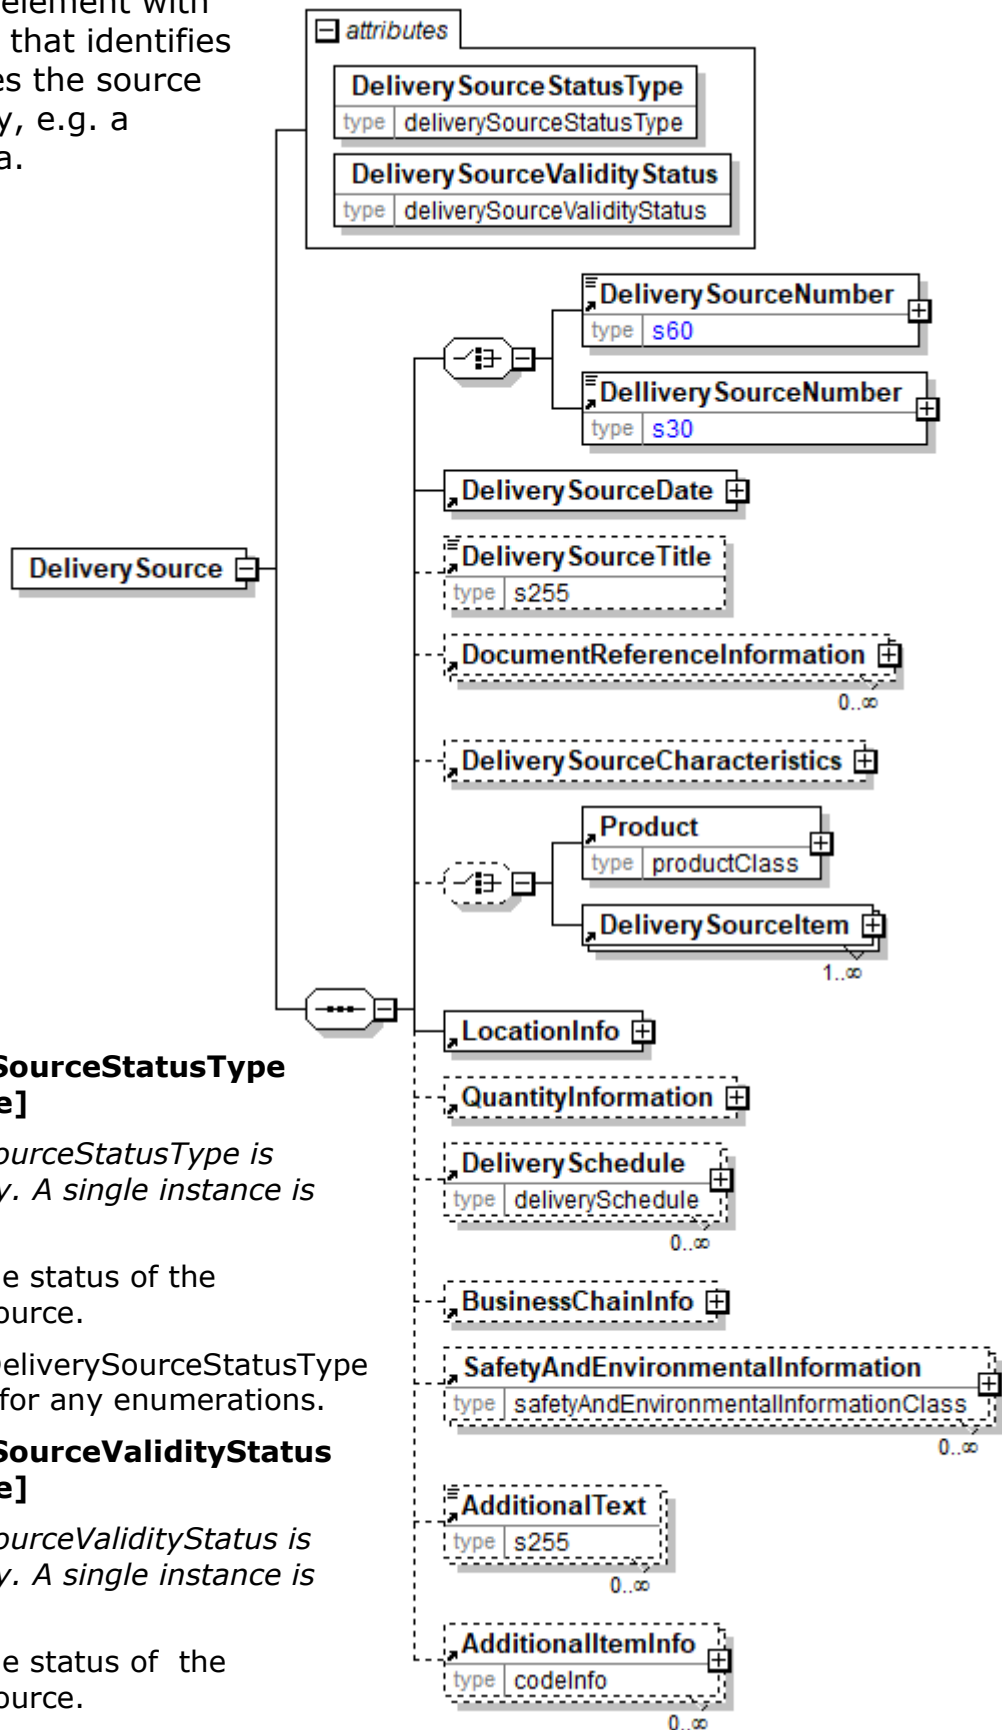 element with
that identifies
es the source
y, e.g. a
a.
attributes
DeliverySourceStatusType
type deliverySourceStatusType
DeliverySourceValidityStatus
type deliverySourceValidityStatus
DeliverySourceNumber
type s60
DelliverySourceNumber
type s30
DeliverySourceDate
DeliverySource
DeliverySourceTitle
type s255
DocumentReferenceInformation
0..∞
DeliverySourceCharacteristics
Product
type productClass
DeliverySourceItem
1..∞
LocationInfo
QuantityInformation
DeliverySchedule
type deliverySchedule
0..∞
BusinessChainInfo
SafetyAndEnvironmentalInformation
type safetyAndEnvironmentalInformationClass
0..∞
AdditionalText
type s255
0..∞
AdditionalItemInfo
type codeInfo
0..∞
SourceStatusType
e]
ourceStatusType is
y. A single instance is
e status of the
ource.
DeliverySourceStatusType
for any enumerations.
SourceValidityStatus
e]
ourceValidityStatus is
y. A single instance is
e status of  the
ource.